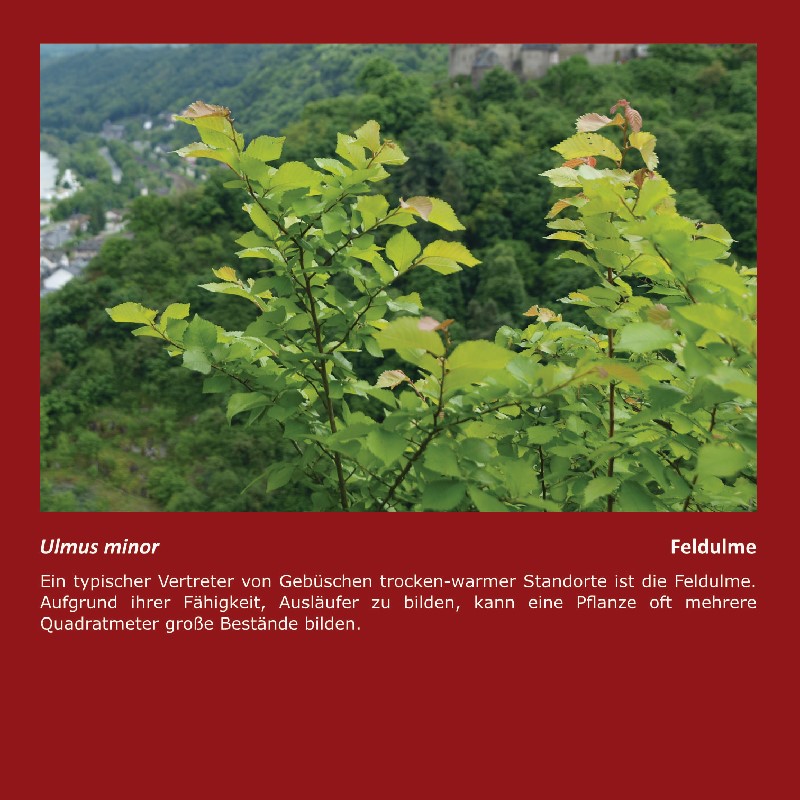 Ulmus minor Feldulme
Ein typischer Vertreter von Gebüschen trocken-warmer Standorte ist die Feldulme.
Aufgrund ihrer Fähigkeit, Ausläufer zu bilden, kann eine Pflanze oft mehrere
Quadratmeter große Bestände bilden.